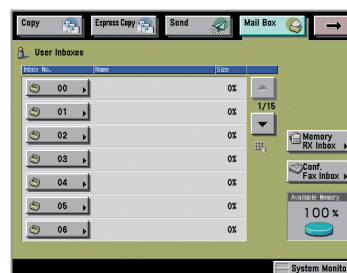 Copy
Express Copy
Send
Mail Box
User Inboxes
Inbox No.
Name
Size
00
0%
01
0%
02
0%
03
0%
04
0%
05
0%
06
0%
1/15
Memory
RX Inbox
Conf.
Fax Inbox
Available Memory
100 %
System Monito